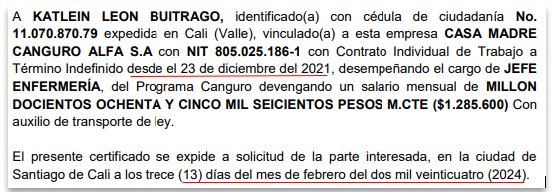 A KATLEIN LEON BUITRAGO, identificado(a) con cédula de ciudadanía No.
11.070.870.79 expedida en Cali (Valle), vinculado(a) a esta empresa CASA MADRE
CANGURO ALFA S.A con NIT 805.025.186-1 con Contrato Individual de Trabajo a
Término Indefinido desde el 23 de diciembre del 2021, desempeñando el cargo de JEFE
ENFERMERÍA, del Programa Canguro devengando un salario mensual de MILLON
DOCIENTOS OCHENTA Y CINCO MIL SEICIENTOS PESOS M.CTE ($1.285.600) Con
auxilio de transporte de ley.
El presente certificado se expide a solicitud de la parte interesada, en la ciudad de
Santiago de Cali a los trece (13) días del mes de febrero del dos mil veinticuatro (2024).